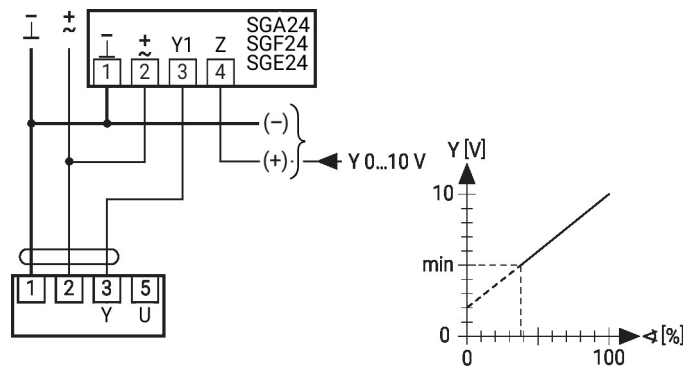 ⊥ ≃+
SGA24
SGF24
SGE24
⊥ ≃+ Y1 Z
1 2 3 4
(–)
(+) Y 0...10 V
1 2 3 5
Y U
Y [V]
10
min
0
0 100
∢ [%]